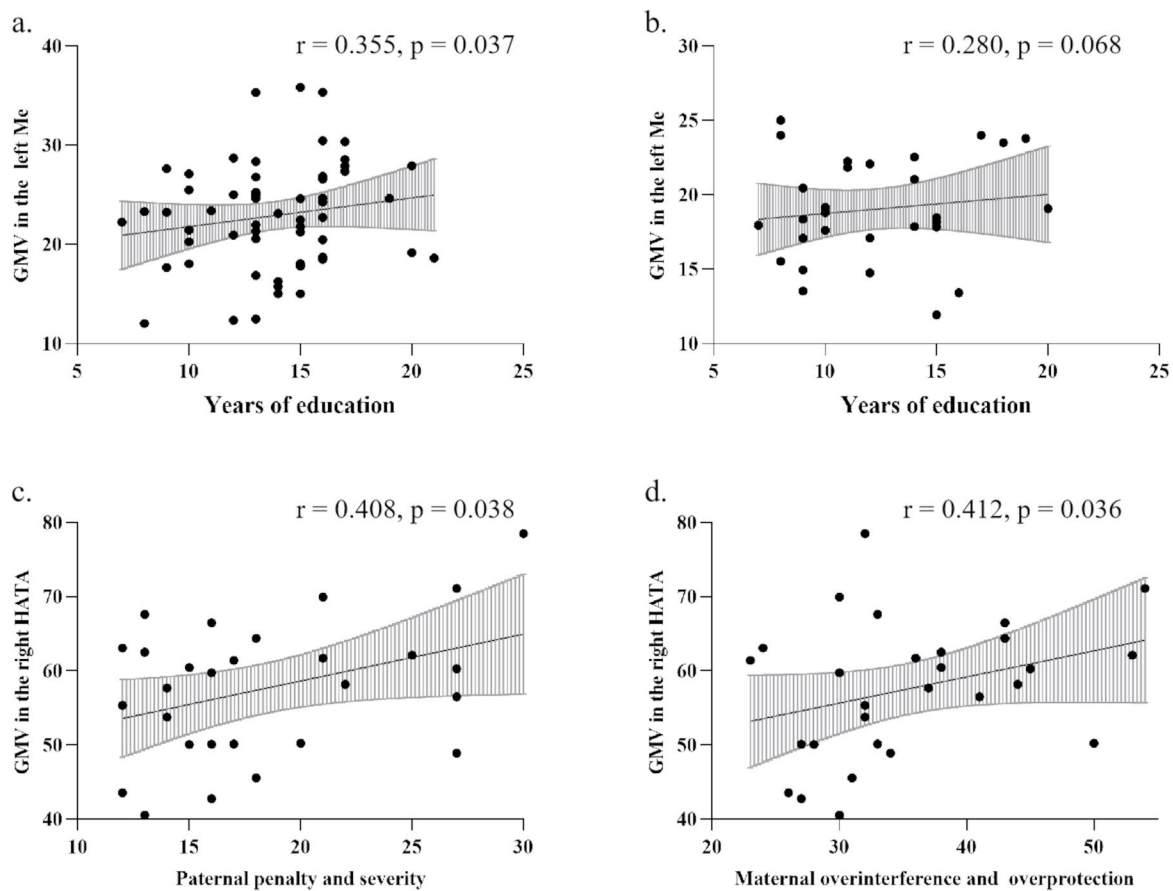 a.
r = 0.355, p = 0.037
GMV in the left Me
40
30
20
10
5
10
15
20
25
Years of education
b.
r = 0.280, p = 0.068
GMV in the left Me
30
25
20
15
10
5
10
15
20
25
Years of education
c.
r = 0.408, p = 0.038
GMV in the right HATA
80
70
60
50
40
10
15
20
25
30
Paternal penalty and severity
d.
r = 0.412, p = 0.036
GMV in the right HATA
80
70
60
50
40
20
30
40
50
Maternal overinterference and overprotection